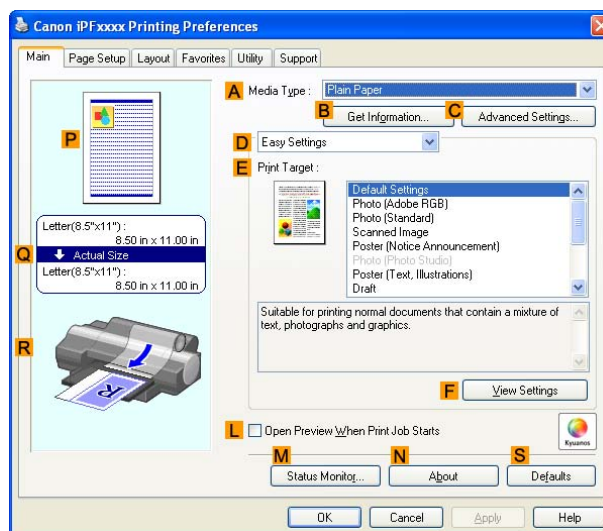 Canon iPFxxxx Printing Preferences
Main Page Setup Layout Favorites Utility Support
A Media Type : Plain Paper
B Get Information... C Advanced Settings...
D Easy Settings
E Print Target :
Default Settings
Photo (Adobe RGB)
Photo (Standard)
Scanned Image
Poster (Notice Announcement)
Photo (Photo Studio)
Poster (Text, Illustrations)
Draft
Suitable for printing normal documents that contain a mixture of
text, photographs and graphics.
F View Settings
P
Letter(8.5"x11") :
8.50 in x 11.00 in
Q Actual Size
Letter(8.5"x11") :
8.50 in x 11.00 in
R
R
L Open Preview When Print Job Starts
Kyuanos
M Status Monitor... N About S Defaults
OK Cancel Apply Help